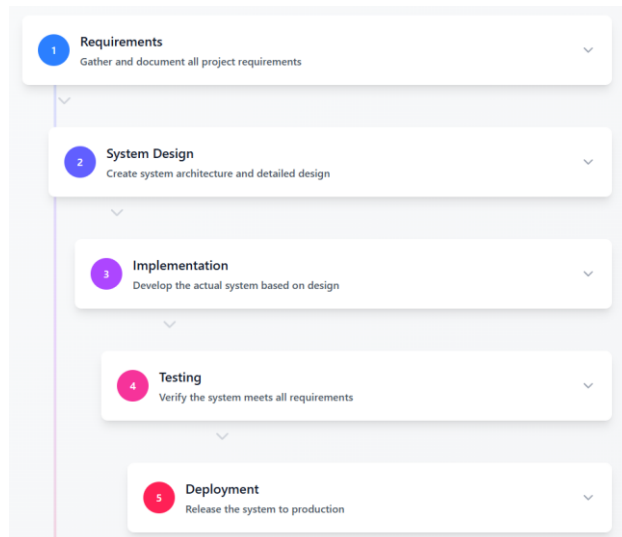 1
Requirements
Gather and document all project requirements
2
System Design
Create system architecture and detailed design
3
Implementation
Develop the actual system based on design
4
Testing
Verify the system meets all requirements
5
Deployment
Release the system to production